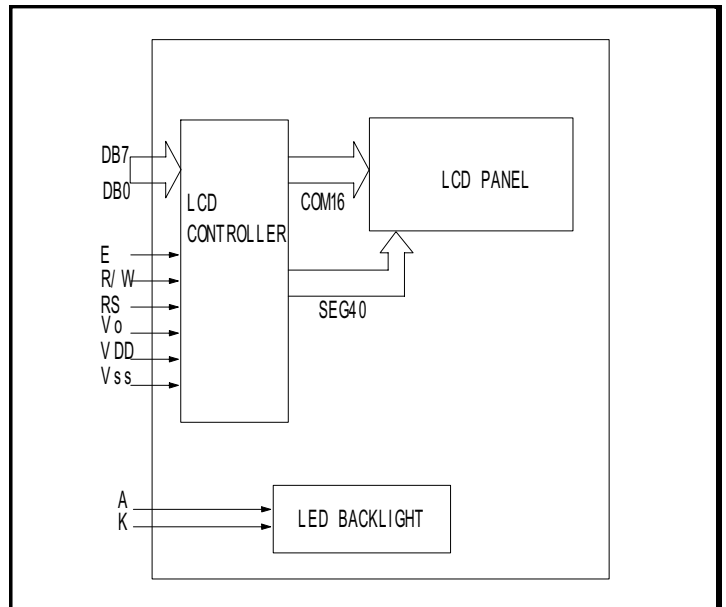 DB7
DB0
E
R/W
RS
Vo
VDD
Vss
LCD
CONTROLLER
COM16
SEG40
LCD PANEL
A
K
LED BACKLIGHT